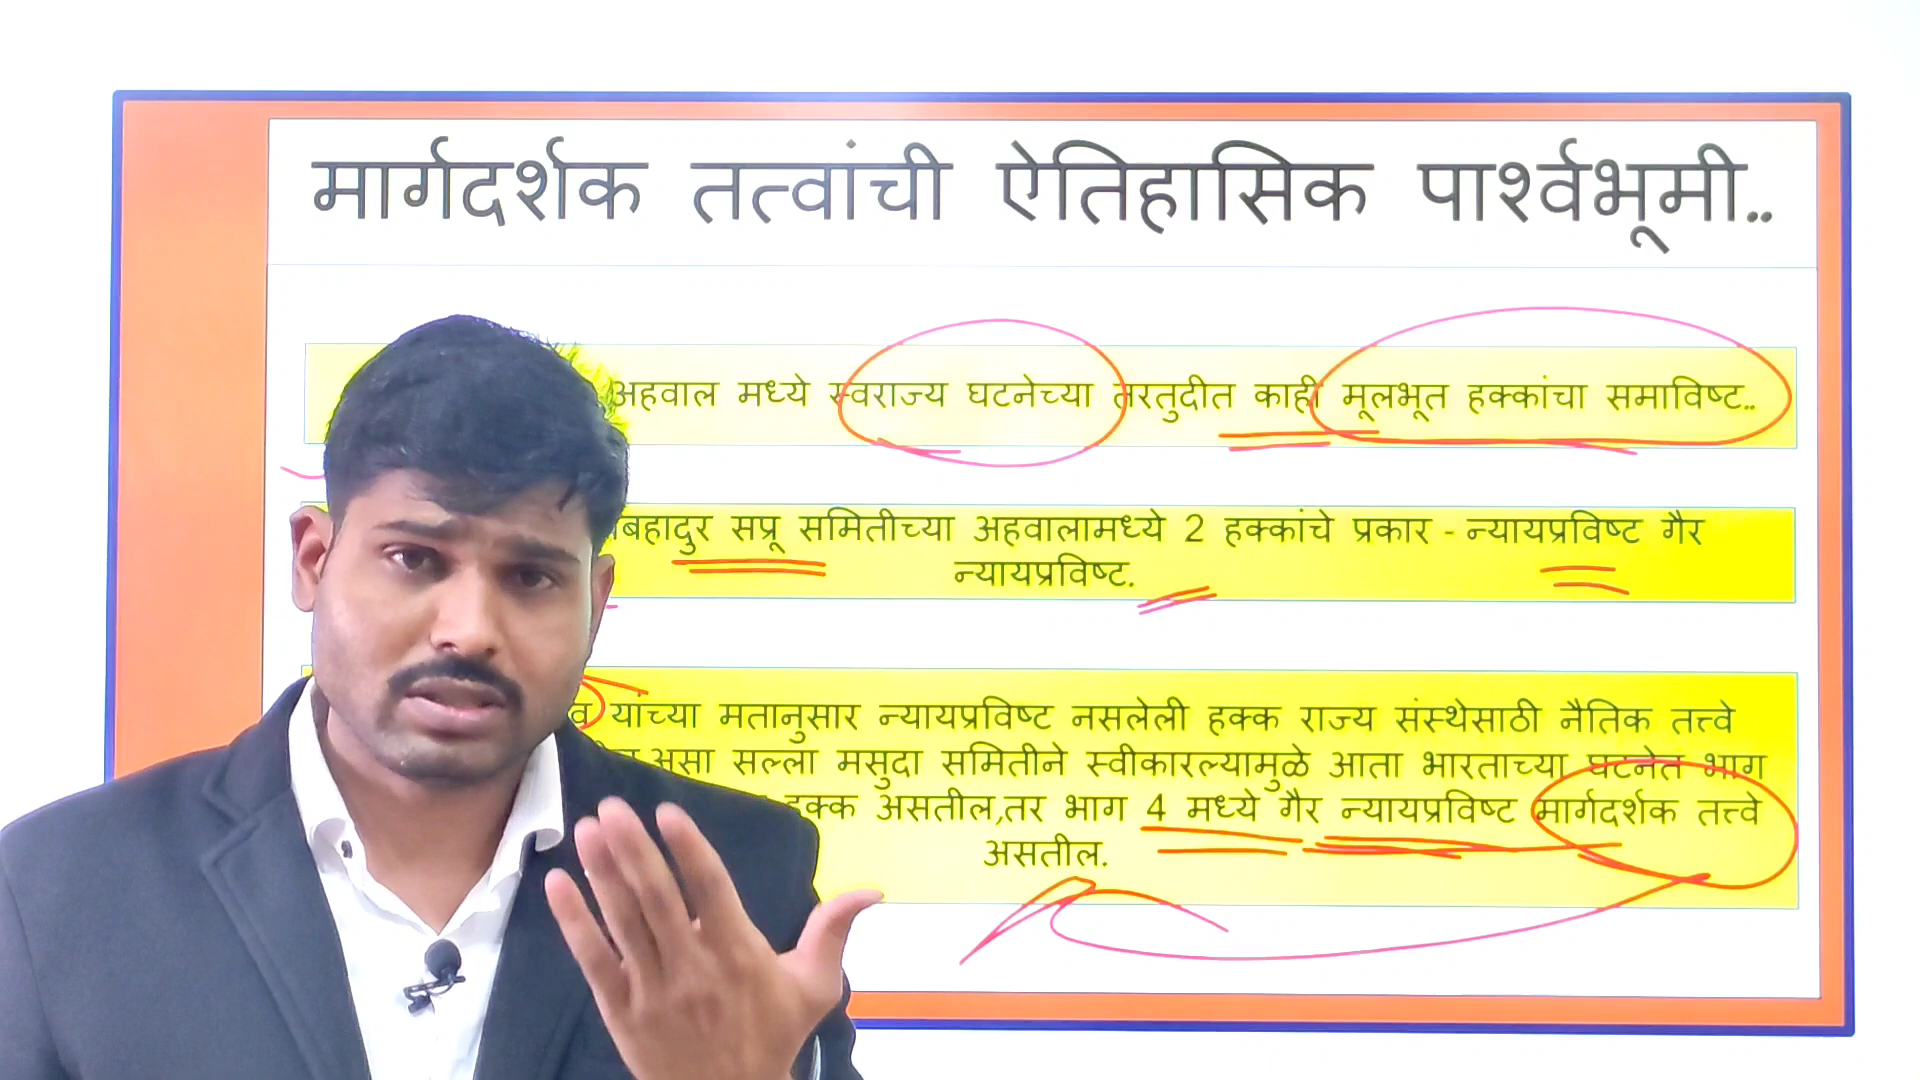 मार्गदर्शक तत्वांची ऐतिहासिक पार्श्वभूमी..
अहवाल मध्ये स्वराज्य घटनेच्या तरतुदीत काही मूलभूत हक्कांचा समाविष्ट..
सप्रू समितीच्या अहवालामध्ये 2 हक्कांचे प्रकार - न्यायप्रविष्ट गैर
न्यायप्रविष्ट.
यांच्या मतानुसार न्यायप्रविष्ट नसलेली हक्क राज्य संस्थेसाठी नैतिक तत्त्वे
असा सल्ला मसुदा समितीने स्वीकारल्यामुळे आता भारताच्या घटनेत भाग
हक्क असतील,तर भाग 4 मध्ये गैर न्यायप्रविष्ट मार्गदर्शक तत्त्वे
असतील.